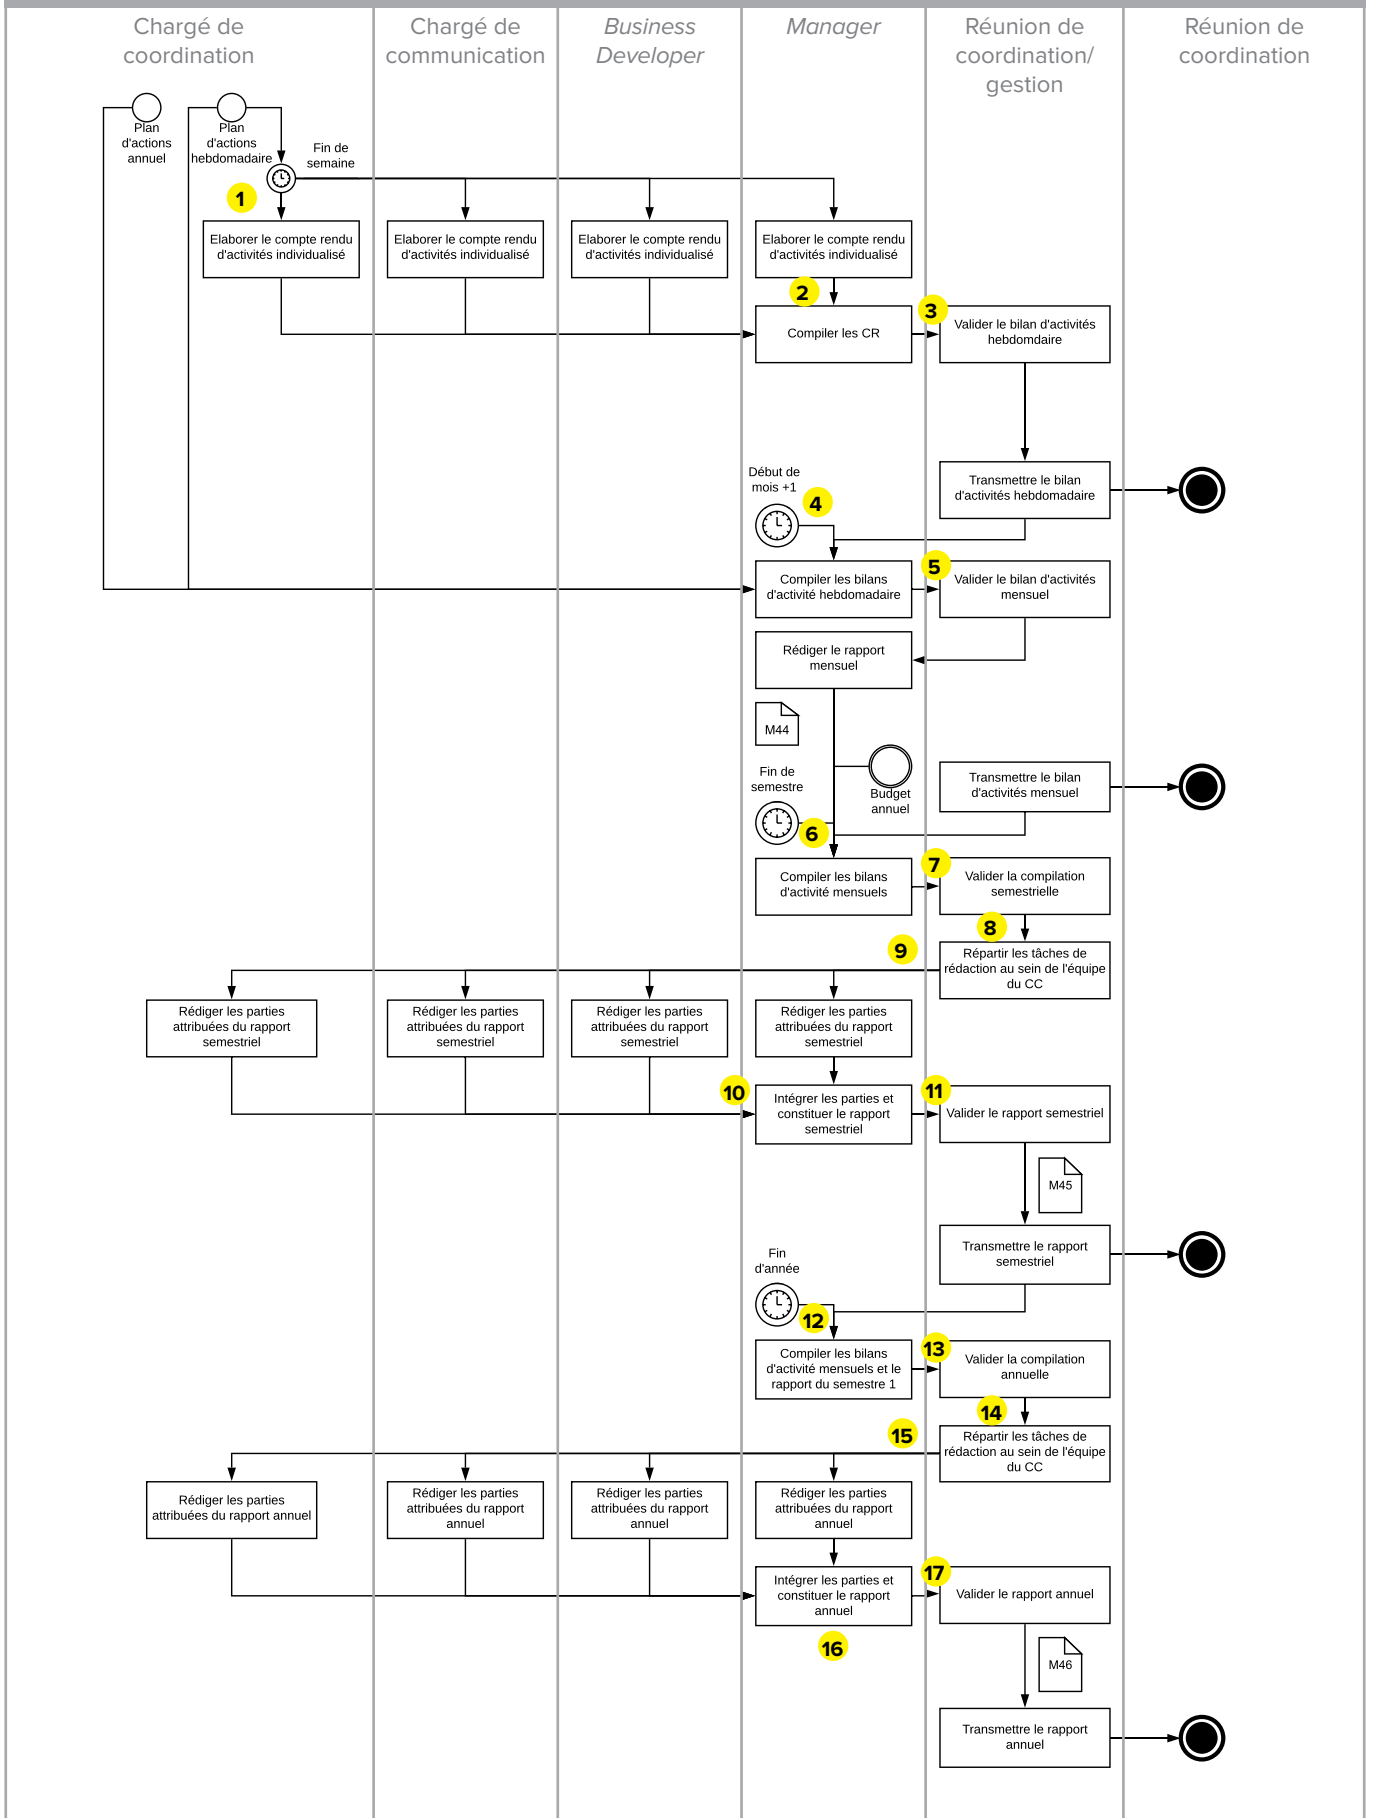 Chargé de
coordination
Chargé de
communication
Business
Developer
Manager
Réunion de
coordination/
gestion
Réunion de
coordination
Plan
d'actions
annuel
Plan
d'actions
hebdomadaire
Fin de
semaine
1
Elaborer le compte rendu
d'activités individualisé
Elaborer le compte rendu
d'activités individualisé
Elaborer le compte rendu
d'activités individualisé
Elaborer le compte rendu
d'activités individualisé
2
Compiler les CR
3
Valider le bilan d'activités
hebdomdaire
Transmettre le bilan
d'activités hebdomadaire
Début de
mois +1
4
Compiler les bilans
d'activité hebdomadaire
5
Valider le bilan d'activités
mensuel
Rédiger le rapport
mensuel
M44
Budget
annuel
Fin de
semestre
Transmettre le bilan
d'activités mensuel
6
Compiler les bilans
d'activité mensuels
7
Valider la compilation
semestrielle
8
Répartir les tâches de
rédaction au sein de l'équipe
du CC
9
Rédiger les parties
attribuées du rapport
semestriel
Rédiger les parties
attribuées du rapport
semestriel
Rédiger les parties
attribuées du rapport
semestriel
Rédiger les parties
attribuées du rapport
semestriel
10
Intégrer les parties et
constituer le rapport
semestriel
11
Valider le rapport semestriel
M45
Transmettre le rapport
semestriel
Fin
d'année
12
Compiler les bilans
d'activité mensuels et le
rapport du semestre 1
13
Valider la compilation
annuelle
14
Répartir les tâches de
rédaction au sein de l'équipe
du CC
15
Rédiger les parties
attribuées du rapport annuel
Rédiger les parties
attribuées du rapport
annuel
Rédiger les parties
attribuées du rapport
annuel
Rédiger les parties
attribuées du rapport
annuel
Intégrer les parties et
constituer le rapport
annuel
16
17
Valider le rapport annuel
M46
Transmettre le rapport
annuel